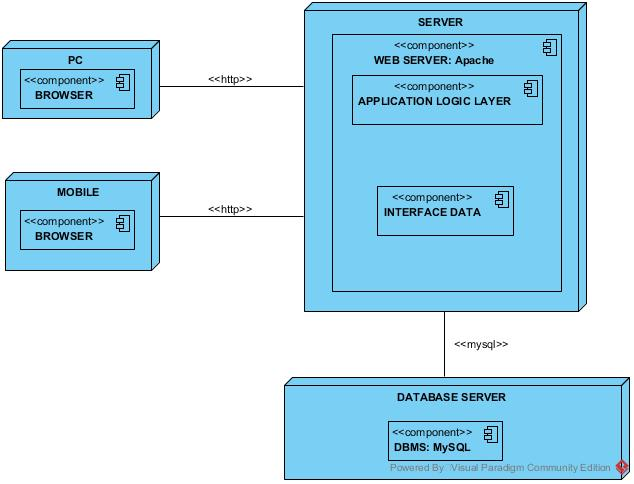 SERVER
<<component>>
WEB SERVER: Apache
<<component>>
APPLICATION LOGIC LAYER
<<component>>
INTERFACE DATA
PC
<<component>>
BROWSER
<<http>>
MOBILE
<<component>>
BROWSER
<<http>>
<<mysql>>
DATABASE SERVER
<<component>>
DBMS: MySQL
Powered By Visual Paradigm Community Edition